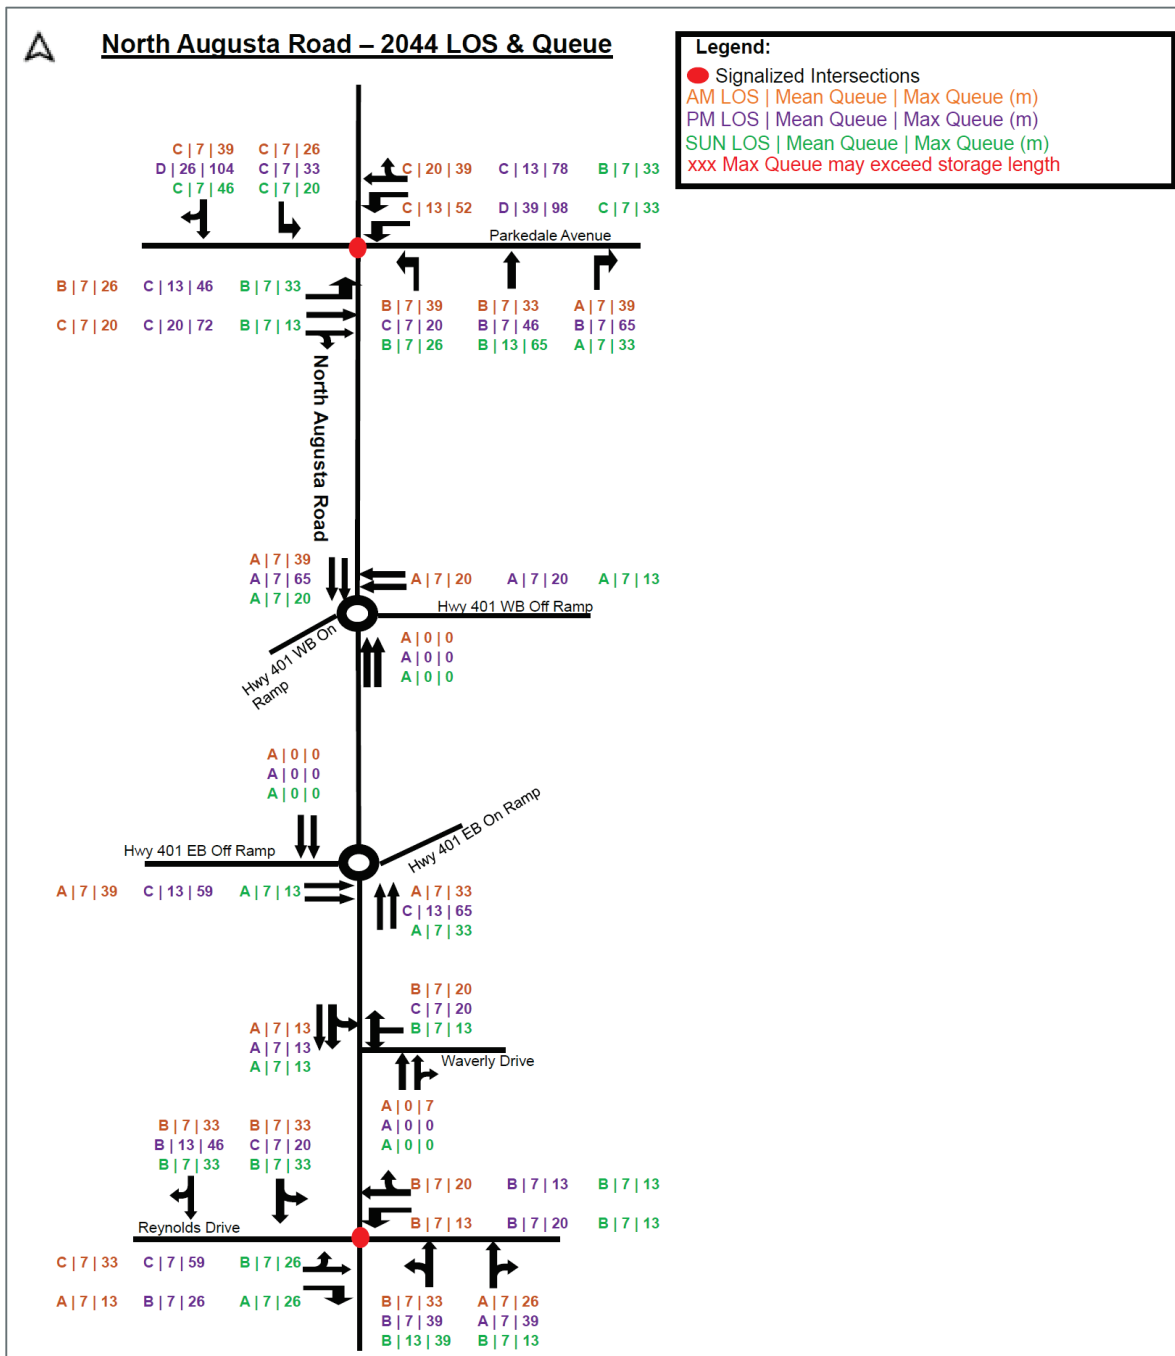 North Augusta Road – 2044 LOS & Queue
Legend:
Signalized Intersections
AM LOS | Mean Queue | Max Queue (m)
PM LOS | Mean Queue | Max Queue (m)
SUN LOS | Mean Queue | Max Queue (m)
xxx Max Queue may exceed storage length
C | 7 | 39 C | 7 | 26
D | 26 | 104 C | 7 | 33
C | 7 | 46 C | 7 | 20
C | 20 | 39 C | 13 | 78 B | 7 | 33
C | 13 | 52 D | 39 | 98 C | 7 | 33
Parkedale Avenue
B | 7 | 26 C | 13 | 46 B | 7 | 33
C | 7 | 20 C | 20 | 72 B | 7 | 13
B | 7 | 39 B | 7 | 33 A | 7 | 39
C | 7 | 20 B | 7 | 46 B | 7 | 65
B | 7 | 26 B | 13 | 65 A | 7 | 33
North Augusta Road
A | 7 | 39
A | 7 | 65
A | 7 | 20
A | 7 | 20 A | 7 | 20 A | 7 | 13
Hwy 401 WB Off Ramp
Hwy 401 WB On
Ramp
A | 0 | 0
A | 0 | 0
A | 0 | 0
A | 0 | 0
A | 0 | 0
A | 0 | 0
Hwy 401 EB On Ramp
Hwy 401 EB Off Ramp
A | 7 | 39 C | 13 | 59 A | 7 | 13
A | 7 | 33
C | 13 | 65
A | 7 | 33
B | 7 | 20
C | 7 | 20
B | 7 | 13
A | 7 | 13
A | 7 | 13
A | 7 | 13
Waverly Drive
A | 0 | 7
A | 0 | 0
A | 0 | 0
B | 7 | 33 B | 7 | 33
B | 13 | 46 C | 7 | 20
B | 7 | 33 B | 7 | 33
B | 7 | 20 B | 7 | 13 B | 7 | 13
B | 7 | 13 B | 7 | 20 B | 7 | 13
Reynolds Drive
C | 7 | 33 C | 7 | 59 B | 7 | 26
A | 7 | 13 B | 7 | 26 A | 7 | 26
B | 7 | 33 A | 7 | 26
B | 7 | 39 A | 7 | 39
B | 13 | 39 B | 7 | 13